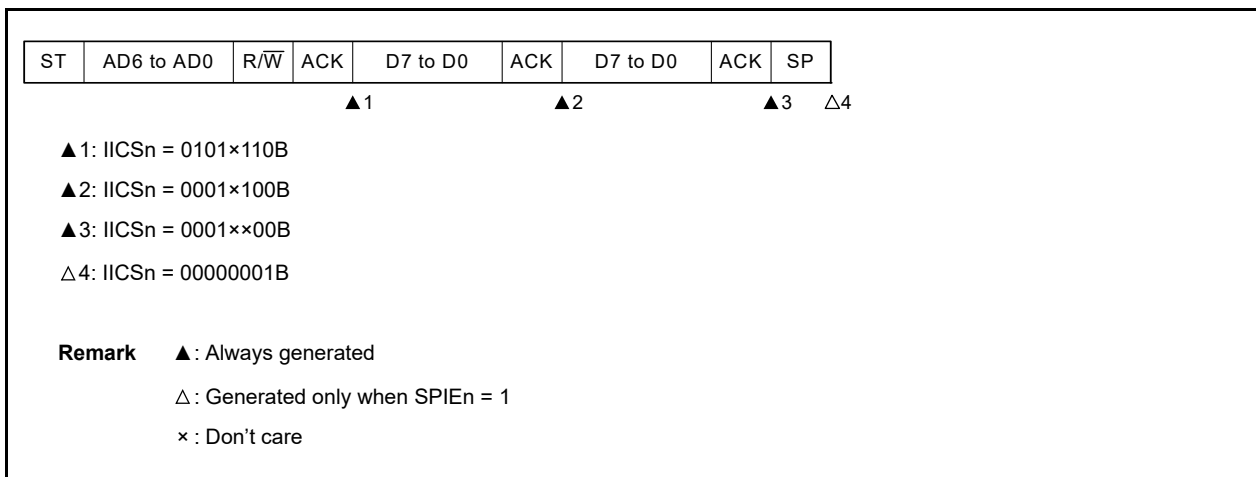 ST AD6 to AD0 R/W̅ ACK D7 to D0 ACK D7 to D0 ACK SP
▲1 ▲2 ▲3 △4
▲1: IICSn = 0101×110B
▲2: IICSn = 0001×100B
▲3: IICSn = 0001××00B
△4: IICSn = 00000001B
Remark ▲: Always generated
△: Generated only when SPIEn = 1
×: Don't care